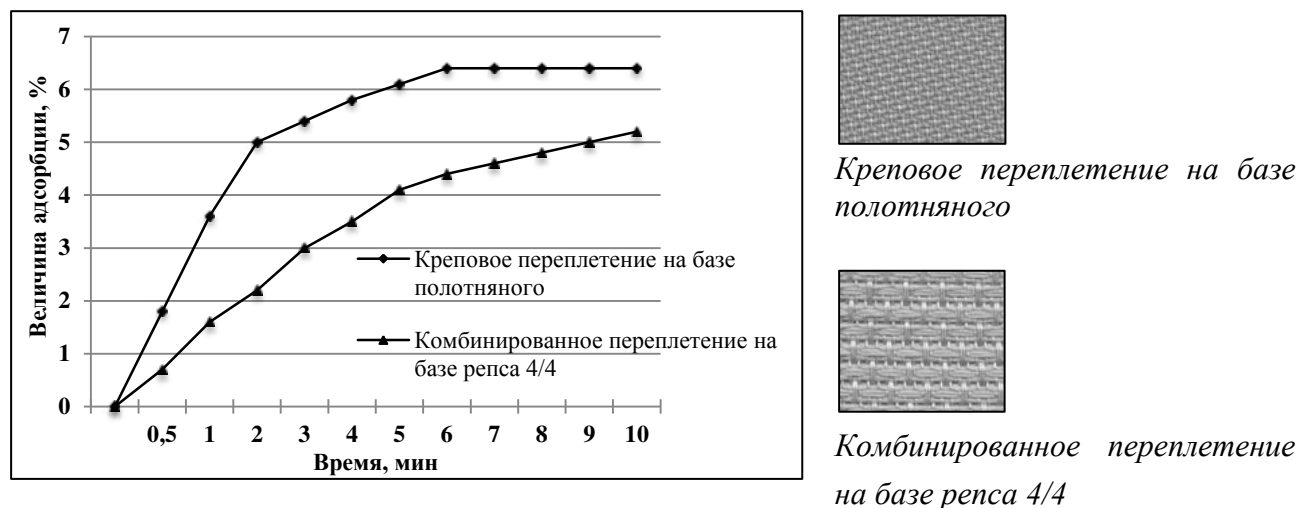 7
6
5
4
3
2
1
0
Величина адсорбции, %
Креповое переплетение на базе
полотняного
Комбинированное переплетение на
базе репса 4/4
0,5 1 2 3 4 5 6 7 8 9 10
Время, мин
Креповое переплетение на базе
полотняного
Комбинированное переплетение
на базе репса 4/4